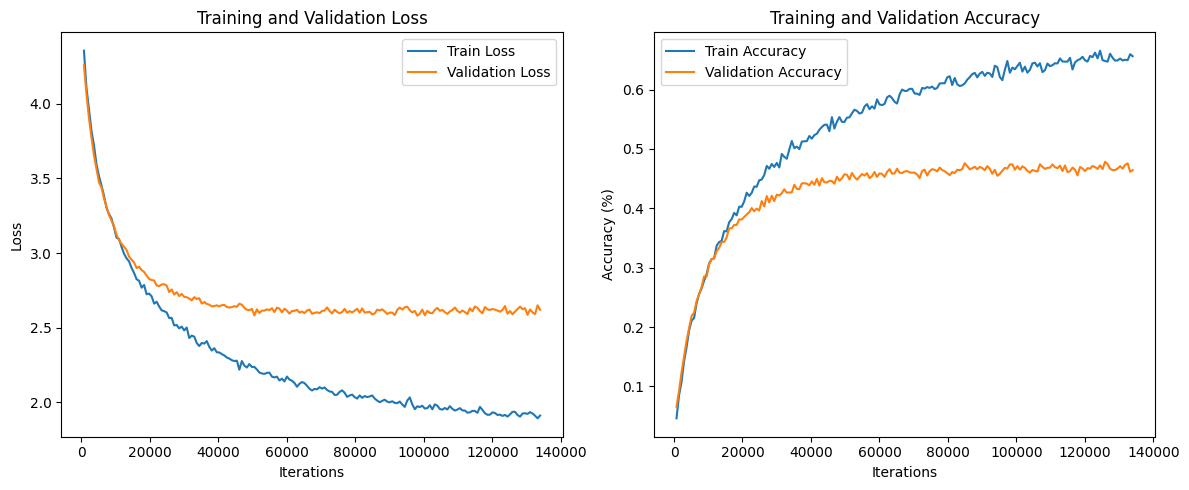 Training and Validation Loss
Train Loss
Validation Loss
4.0
3.5
3.0
2.5
2.0
Loss
0 20000 40000 60000 80000 100000 120000 140000
Iterations
Training and Validation Accuracy
Train Accuracy
Validation Accuracy
0.6
0.5
0.4
0.3
0.2
0.1
Accuracy (%)
0 20000 40000 60000 80000 100000 120000 140000
Iterations